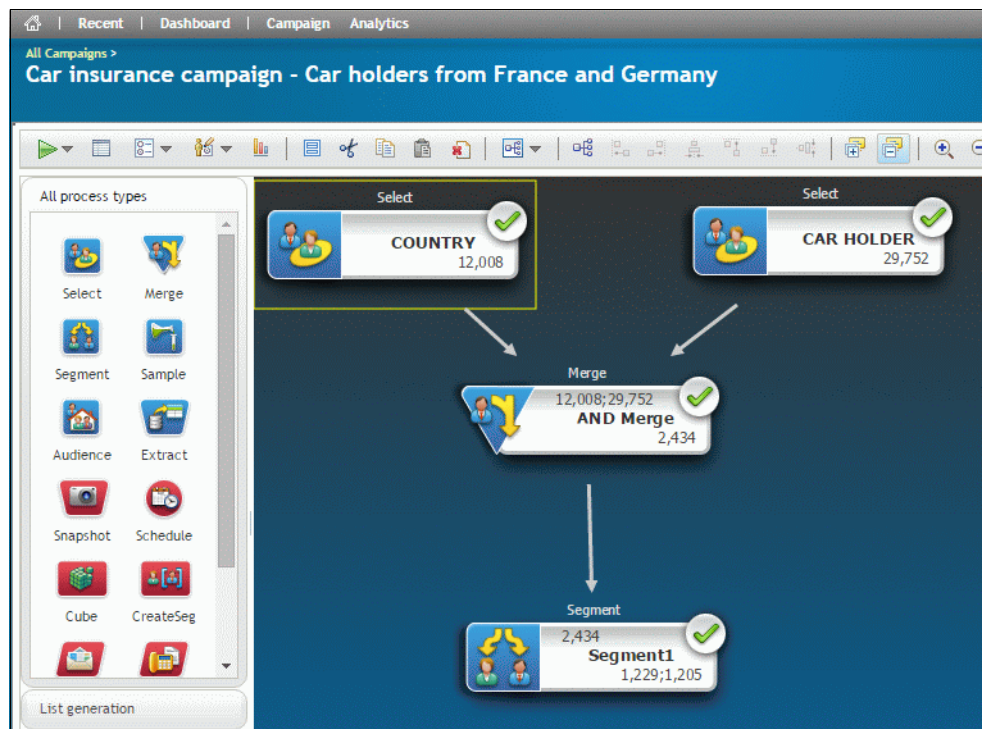 Recent | Dashboard | Campaign Analytics
All Campaigns >
Car insurance campaign - Car holders from France and Germany
All process types
Select Merge
Segment Sample
Audience Extract
Snapshot Schedule
Cube CreateSeg
List generation
Select
COUNTRY
12,008
Select
CAR HOLDER
29,752
Merge
12,008;29,752
AND Merge
2,434
Segment
2,434
Segment1
1,229;1,205